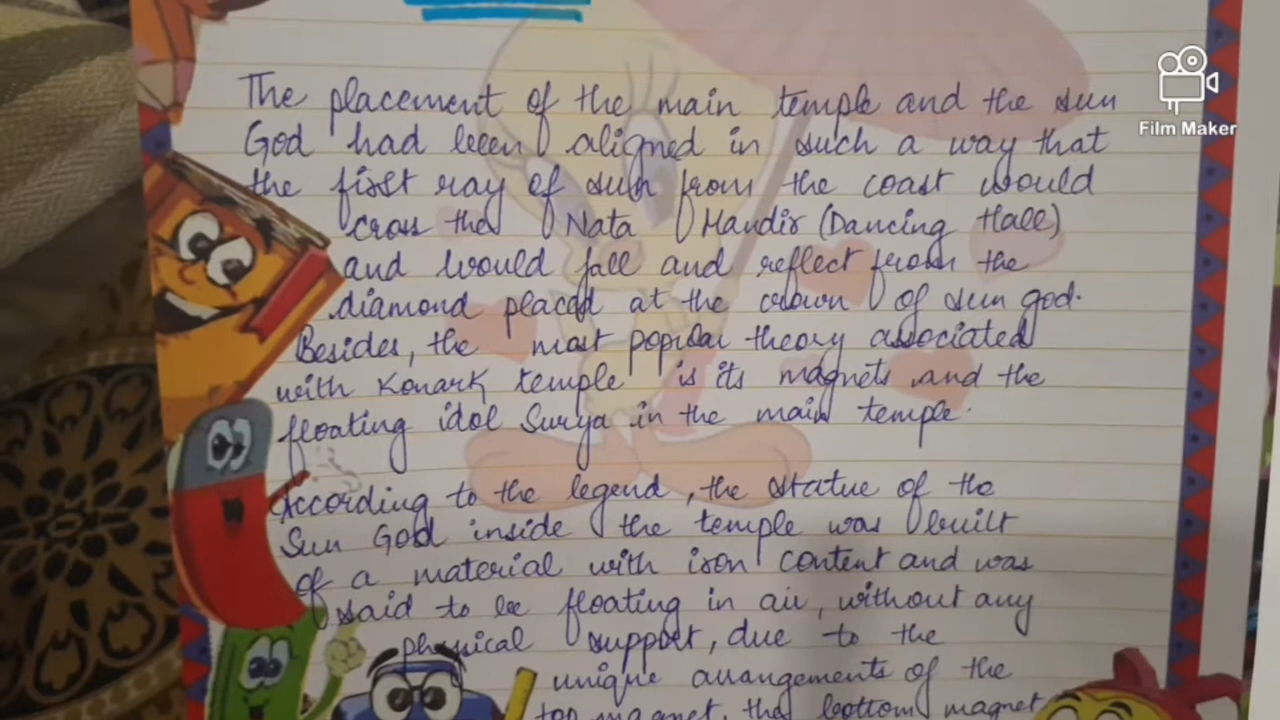 The placement of the main temple and the sun
God had been aligned in such a way that
the first ray of sun from the coast would
cross the Nata Mandir (Dancing Hall)
and would fall and reflect from the
diamond placed at the crown of sun god.
Besides, the most popular theory associated
with Konark temple is its magnets and the
floating idol Surya in the main temple.
According to the legend, the statue of the
Sun God inside the temple was built
of a material with iron content and was
said to be floating in air, without any
physical support, due to the
unique arrangements of the
top magnet, the bottom magnet
Film Maker